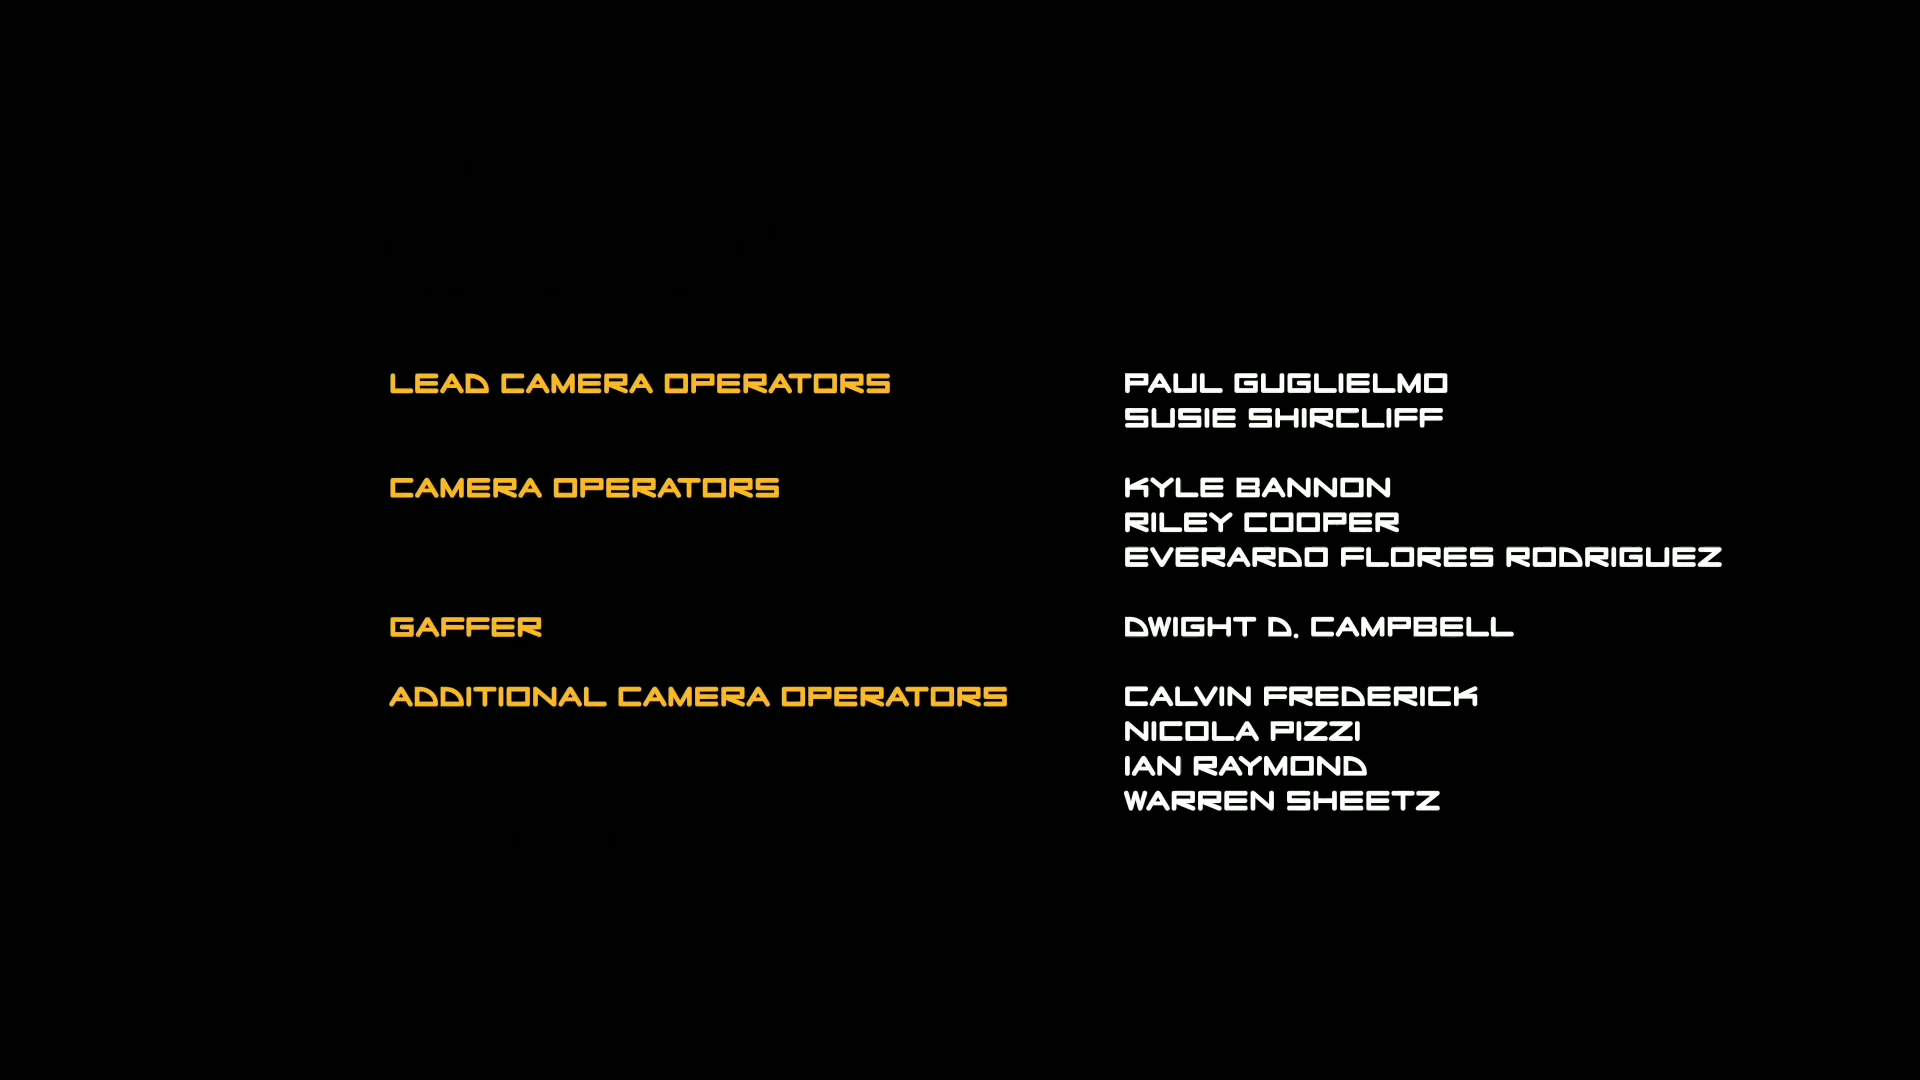 LEAD CAMERA OPERATORS PAUL GUGLIELMO
SUSIE SHIRCLIFF
CAMERA OPERATORS KYLE BANNON
RILEY COOPER
EVERARDO FLORES RODRIGUEZ
GAFFER DWIGHT D. CAMPBELL
ADDITIONAL CAMERA OPERATORS CALVIN FREDERICK
NICOLA PIZZI
IAN RAYMOND
WARREN SHEETZ